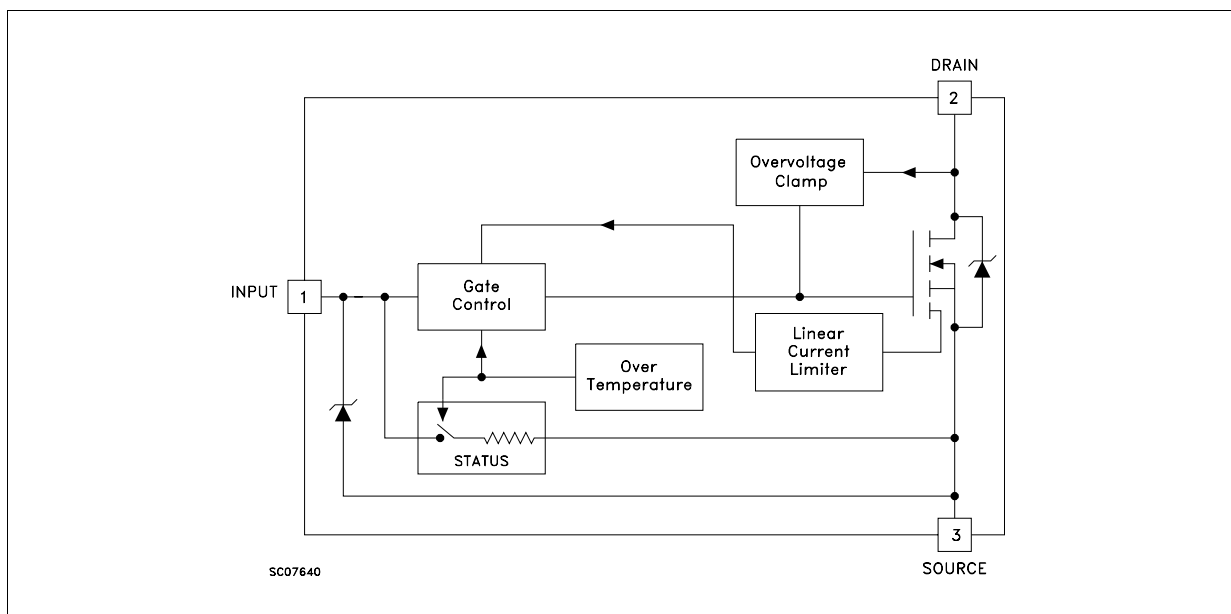 DRAIN
2
Overvoltage
Clamp
INPUT
1
Gate
Control
Linear
Current
Limiter
Over
Temperature
STATUS
3
SOURCE
SC07640